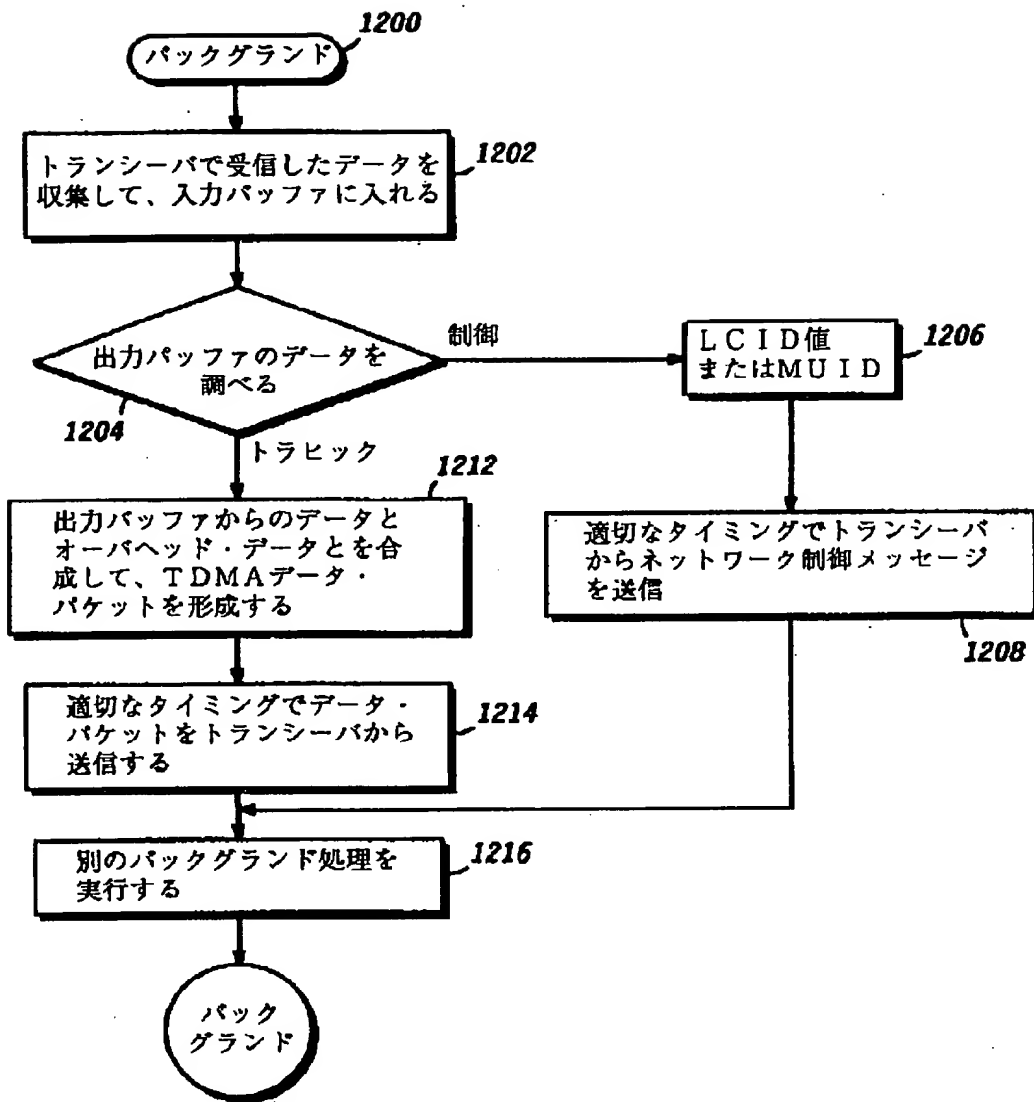 1200
バックグランド
1202
トランシーバで受信したデータを
収集して、入力バッファに入れる
出力バッファのデータを
調べる
1204
制御
LCID値
またはMUID
1206
トラヒック
1212
出力バッファからのデータと
オーバヘッド・データとを合
成して、TDMAデータ・
パケットを形成する
適切なタイミングでトランシーバ
からネットワーク制御メッセージ
を送信
1208
適切なタイミングでデータ・
パケットをトランシーバから
送信する
1214
別のバックグランド処理を
実行する
1216
バック
グランド